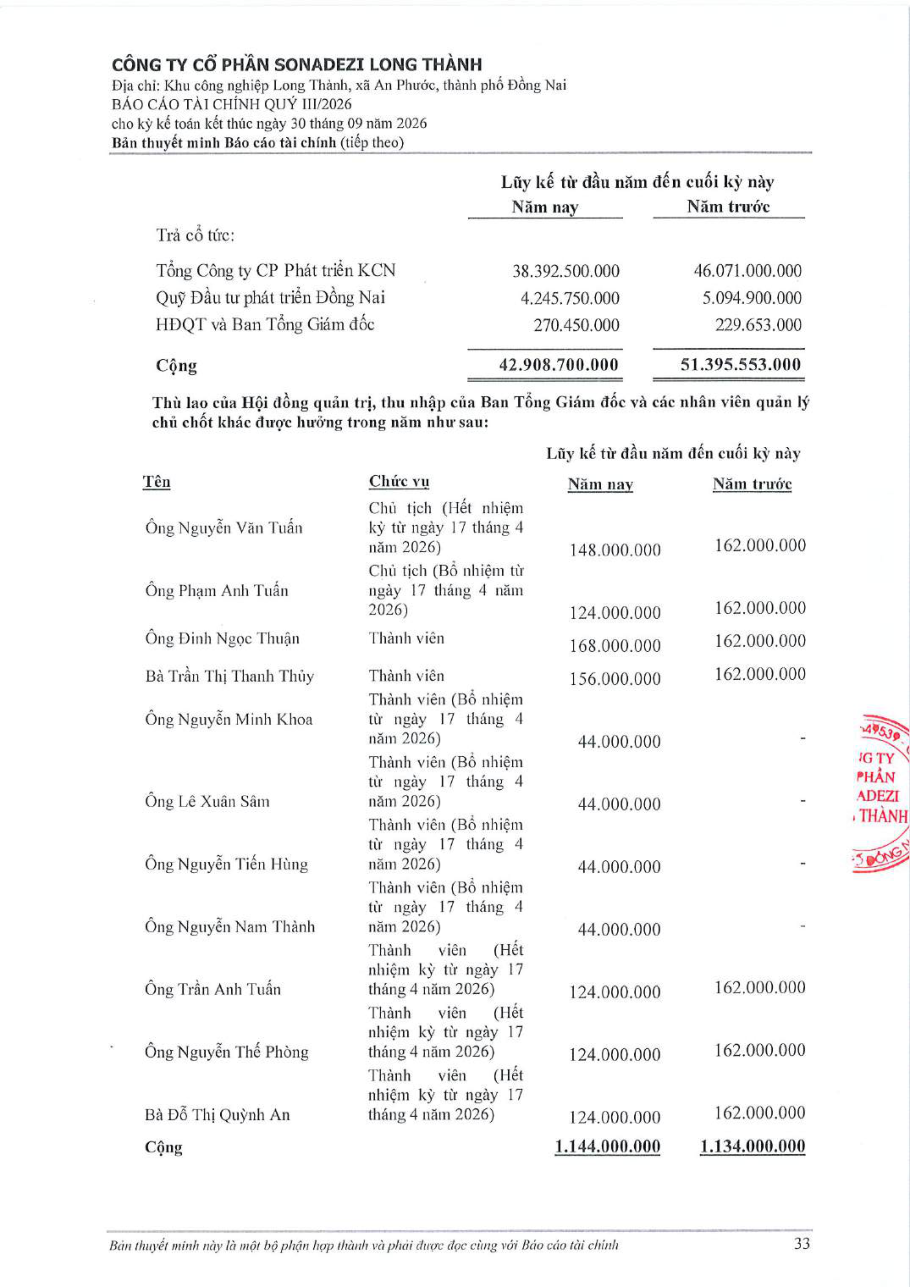 CÔNG TY CỔ PHẦN SONADEZI LONG THÀNH
Địa chỉ: Khu công nghiệp Long Thành, xã An Phước, thành phố Đồng Nai
BÁO CÁO TÀI CHÍNH QUÝ III/2026
cho kỳ kế toán kết thúc ngày 30 tháng 09 năm 2026
Bản thuyết minh Báo cáo tài chính (tiếp theo)
Lũy kế từ đầu năm đến cuối kỳ này
Năm nay Năm trước
Trả cổ tức:
Tổng Công ty CP Phát triển KCN 38.392.500.000 46.071.000.000
Quỹ Đầu tư phát triển Đồng Nai 4.245.750.000 5.094.900.000
HĐQT và Ban Tổng Giám đốc 270.450.000 229.653.000
Cộng 42.908.700.000 51.395.553.000
Thù lao của Hội đồng quản trị, thu nhập của Ban Tổng Giám đốc và các nhân viên quản lý
chủ chốt khác được hưởng trong năm như sau:
Lũy kế từ đầu năm đến cuối kỳ này
Tên Chức vụ Năm nay Năm trước
Chủ tịch (Hết nhiệm
Ông Nguyễn Văn Tuấn kỳ từ ngày 17 tháng 4
năm 2026) 148.000.000 162.000.000
Chủ tịch (Bổ nhiệm từ
Ông Phạm Anh Tuấn ngày 17 tháng 4 năm
2026) 124.000.000 162.000.000
Ông Đinh Ngọc Thuận Thành viên 168.000.000 162.000.000
Bà Trần Thị Thanh Thủy Thành viên 156.000.000 162.000.000
Thành viên (Bổ nhiệm
Ông Nguyễn Minh Khoa từ ngày 17 tháng 4
năm 2026) 44.000.000 -
Thành viên (Bổ nhiệm
từ ngày 17 tháng 4
Ông Lê Xuân Sâm năm 2026) 44.000.000 -
Thành viên (Bổ nhiệm
từ ngày 17 tháng 4
Ông Nguyễn Tiến Hùng năm 2026) 44.000.000 -
Thành viên (Bổ nhiệm
từ ngày 17 tháng 4
Ông Nguyễn Nam Thành năm 2026) 44.000.000 -
Thành viên (Hết
nhiệm kỳ từ ngày 17
Ông Trần Anh Tuấn tháng 4 năm 2026) 124.000.000 162.000.000
Thành viên (Hết
nhiệm kỳ từ ngày 17
Ông Nguyễn Thế Phòng tháng 4 năm 2026) 124.000.000 162.000.000
Thành viên (Hết
nhiệm kỳ từ ngày 17
Bà Đỗ Thị Quỳnh An tháng 4 năm 2026) 124.000.000 162.000.000
Cộng 1.144.000.000 1.134.000.000
49539
NG TY
PHẦN
ADEZI
THÀNH
ĐỒNG N
Bản thuyết minh này là một bộ phận hợp thành và phải được đọc cùng với Báo cáo tài chính 33